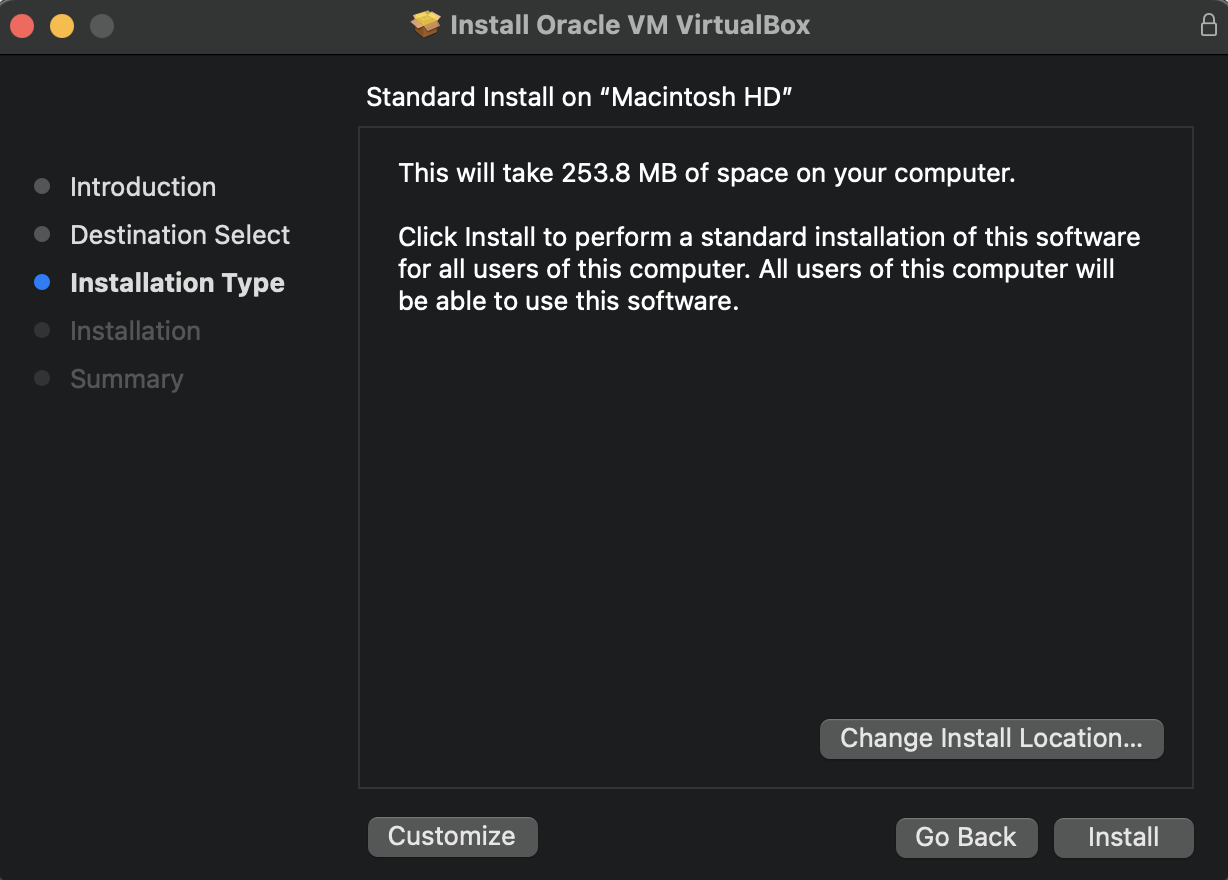 Install Oracle VM VirtualBox
Standard Install on “Macintosh HD”
Introduction
Destination Select
Installation Type
Installation
Summary
This will take 253.8 MB of space on your computer.
Click Install to perform a standard installation of this software
for all users of this computer. All users of this computer will
be able to use this software.
Change Install Location...
Customize
Go Back
Install